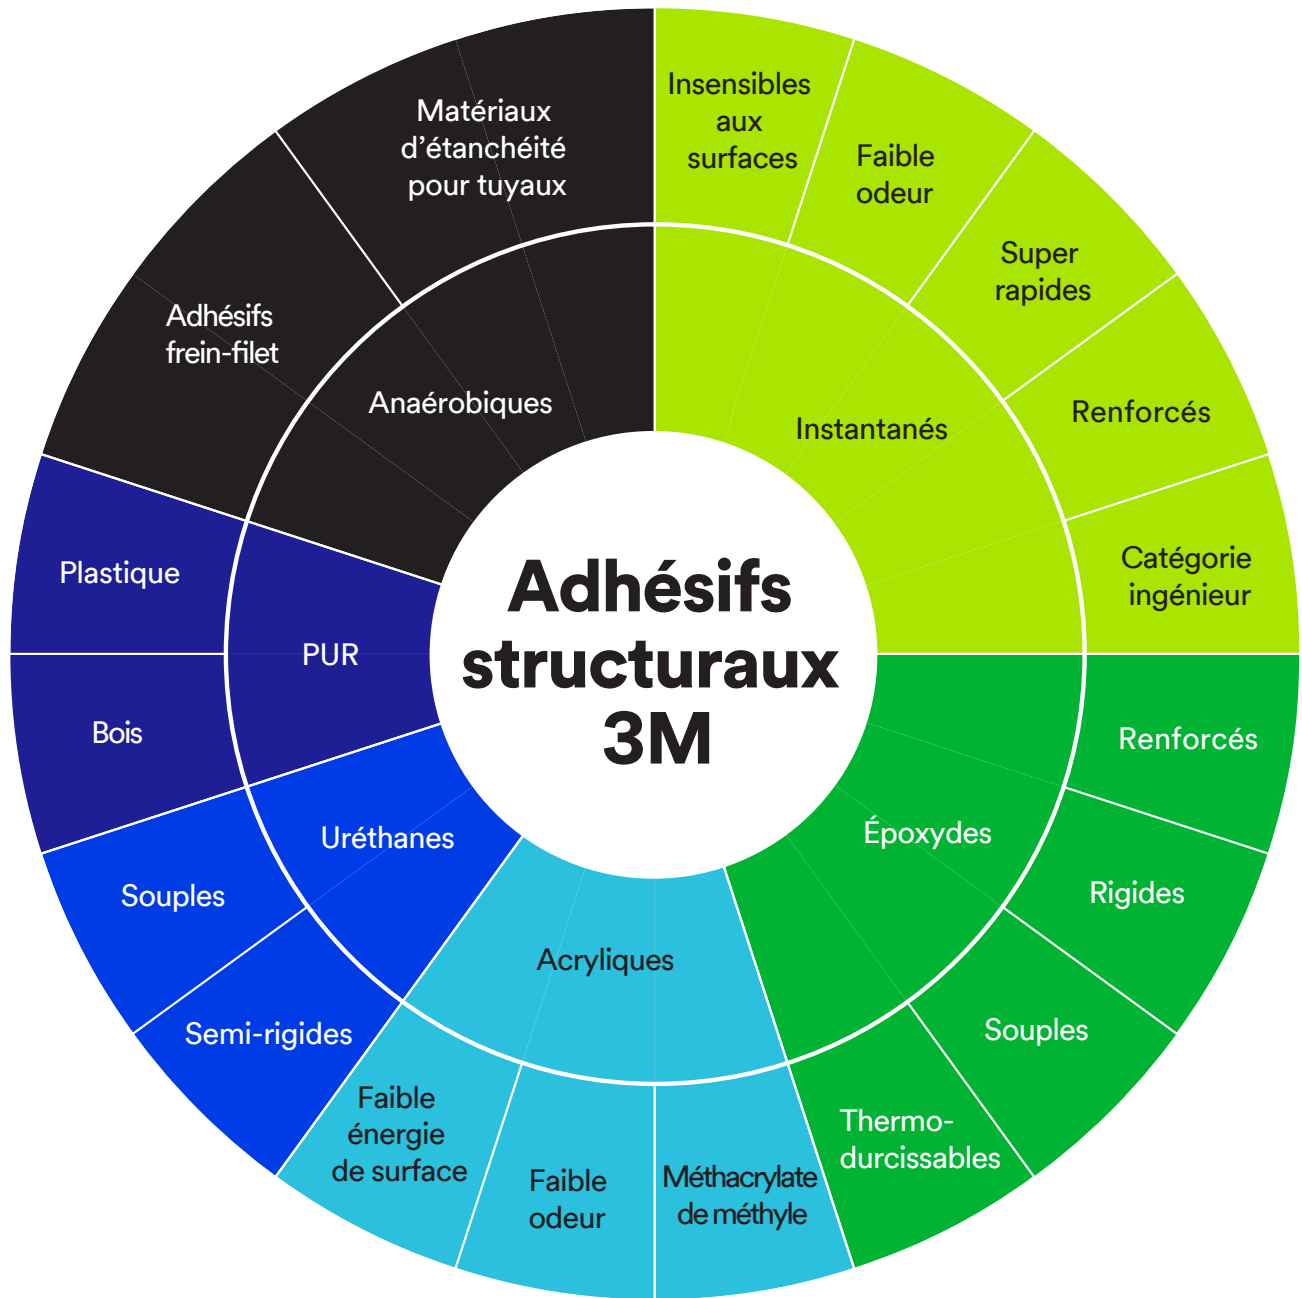 Adhésifs
structuraux
3M
Instantanés
Insensibles
aux
surfaces
Faible
odeur
Super
rapides
Renforcés
Catégorie
ingénieur
Époxydes
Renforcés
Rigides
Souples
Thermo-
durcissables
Acryliques
Méthacrylate
de méthyle
Faible
odeur
Faible
énergie
de surface
Uréthanes
Semi-rigides
Souples
PUR
Bois
Plastique
Anaérobiques
Adhésifs
frein-filet
Matériaux
d’étanchéité
pour tuyaux